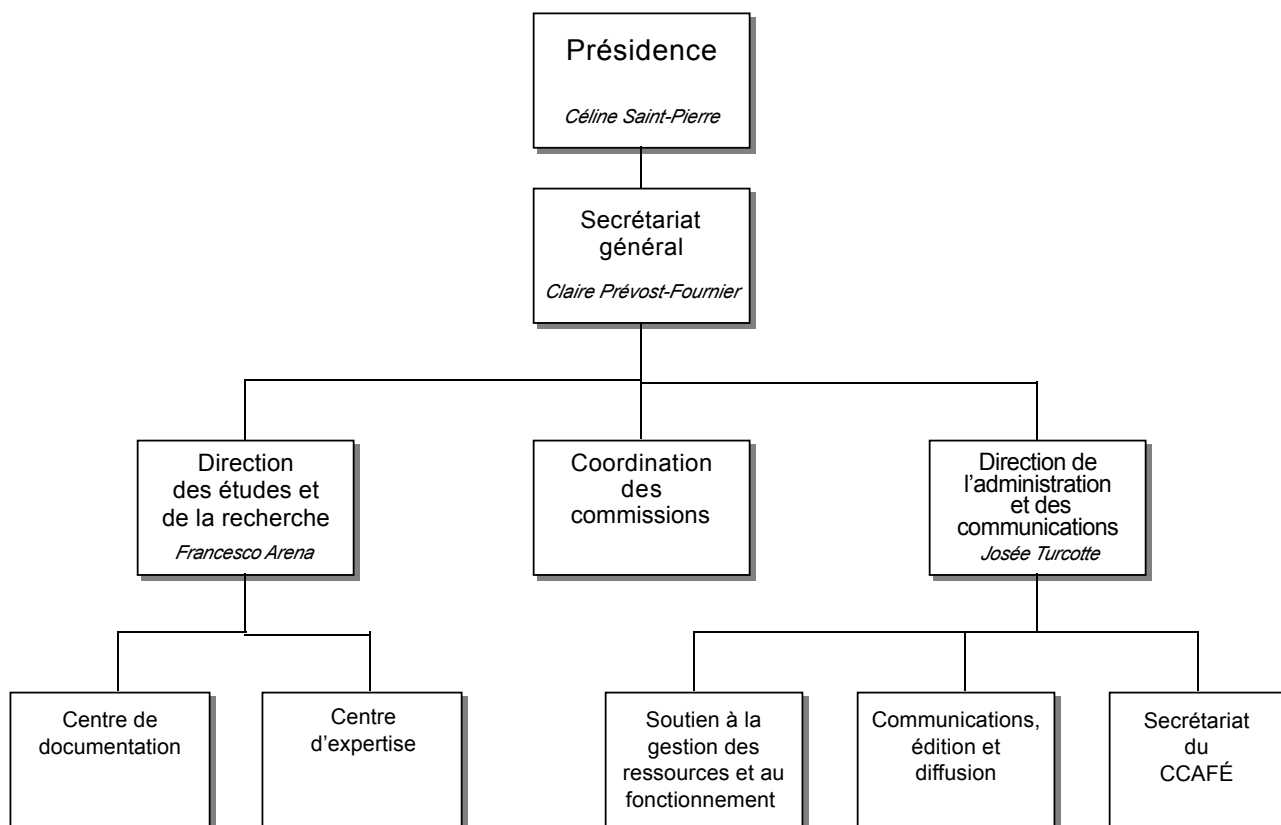 Présidence
Céline Saint-Pierre
Secrétariat
général
Claire Prévost-Fournier
Direction
des études et
de la recherche
Francesco Arena
Coordination
des
commissions
Direction de
l’administration
et des
communications
Josée Turcotte
Centre de
documentation
Centre
d’expertise
Soutien à la
gestion des
ressources et au
fonctionnement
Communications,
édition et
diffusion
Secrétariat
du
CCAFÉ